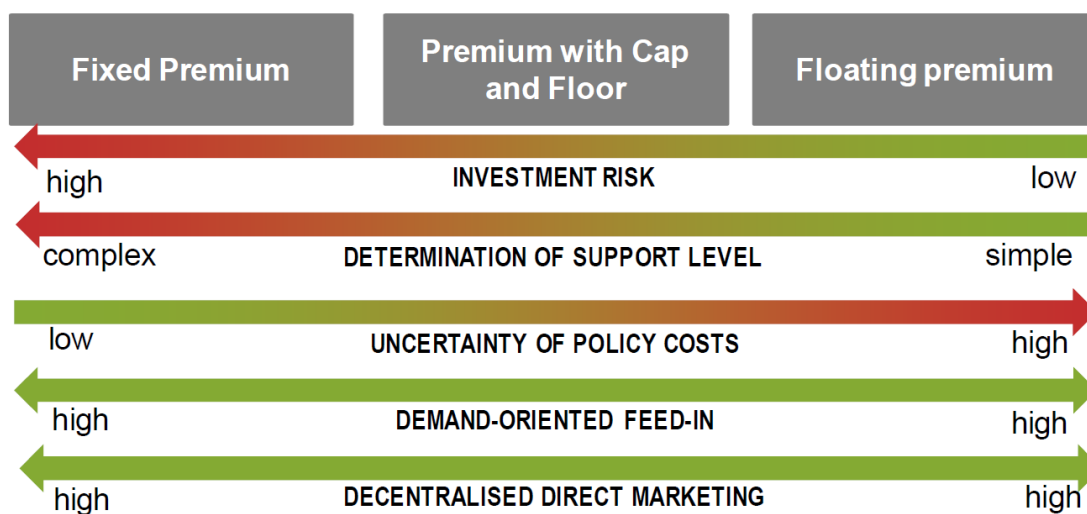 Fixed Premium
Premium with Cap
and Floor
Floating premium
INVESTMENT RISK
high
low
DETERMINATION OF SUPPORT LEVEL
complex
simple
UNCERTAINTY OF POLICY COSTS
low
high
DEMAND-ORIENTED FEED-IN
high
high
DECENTRALISED DIRECT MARKETING
high
high